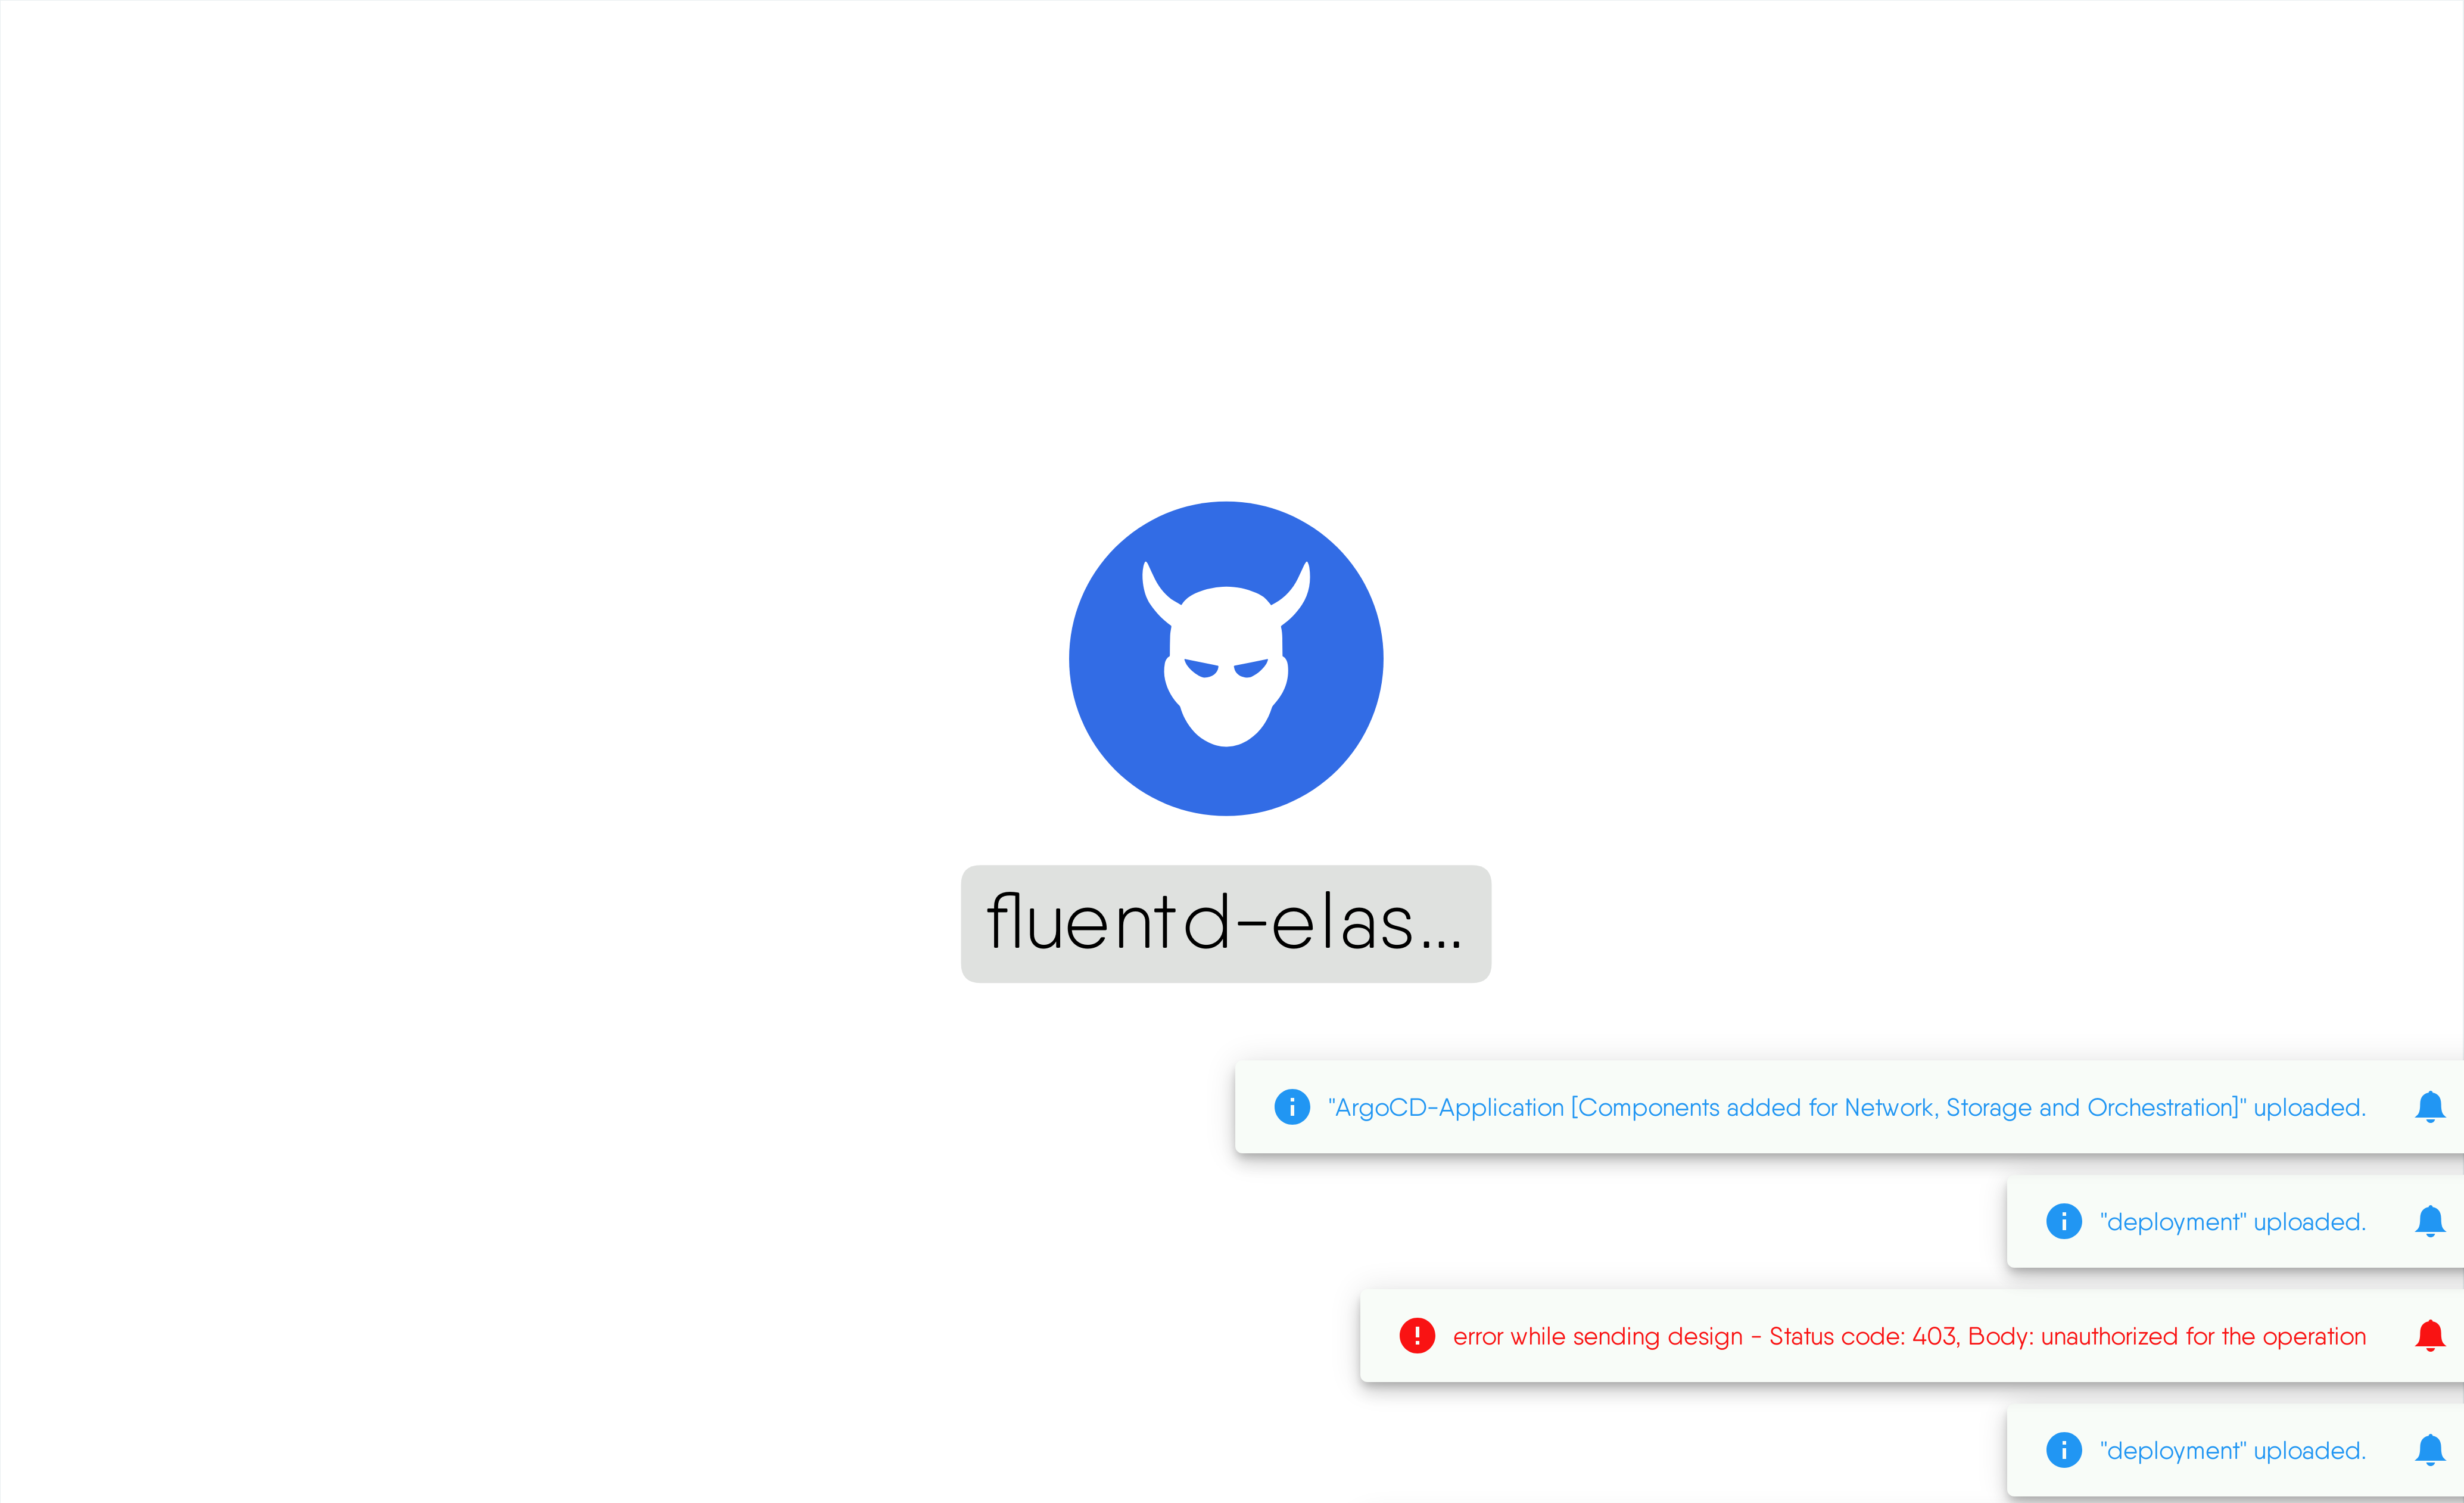 fluentd-elas...
"ArgoCD-Application [Components added for Network, Storage and Orchestration]" uploaded.
"deployment" uploaded.
error while sending design - Status code: 403, Body: unauthorized for the operation
"deployment" uploaded.